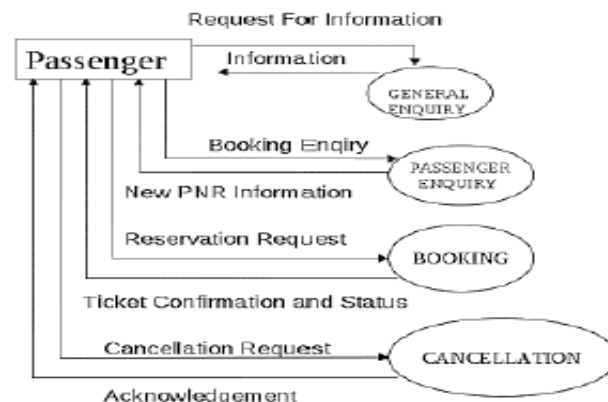 Request For Information
Passenger
Information
GENERAL
ENQUIRY
Booking Enqiry
PASSENGER
ENQUIRY
New PNR Information
Reservation Request
BOOKING
Ticket Confirmation and Status
Cancellation Request
CANCELLATION
Acknowledgement